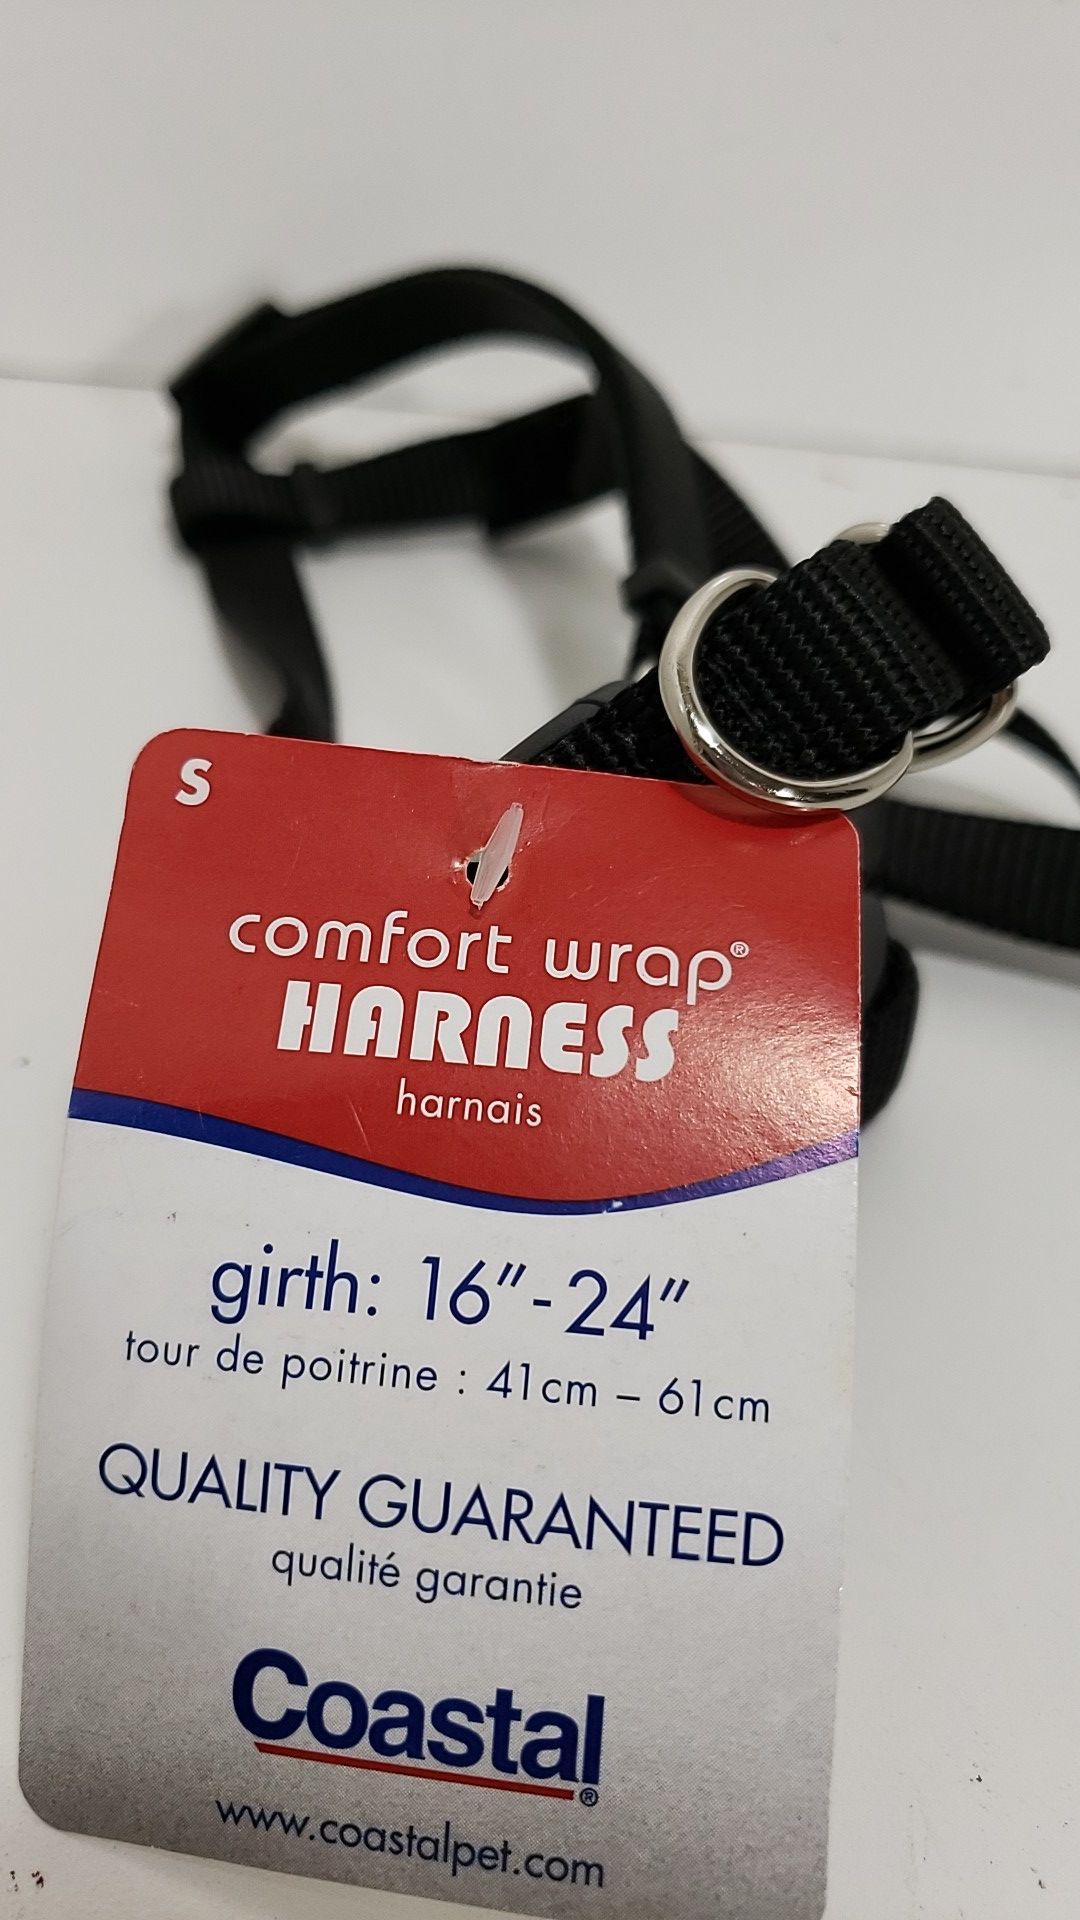 S
comfort wrap®
HARNESS
harnais
girth: 16"-24"
tour de poitrine : 41cm – 61cm
QUALITY GUARANTEED
qualité garantie
Coastal®
www.coastalpet.com